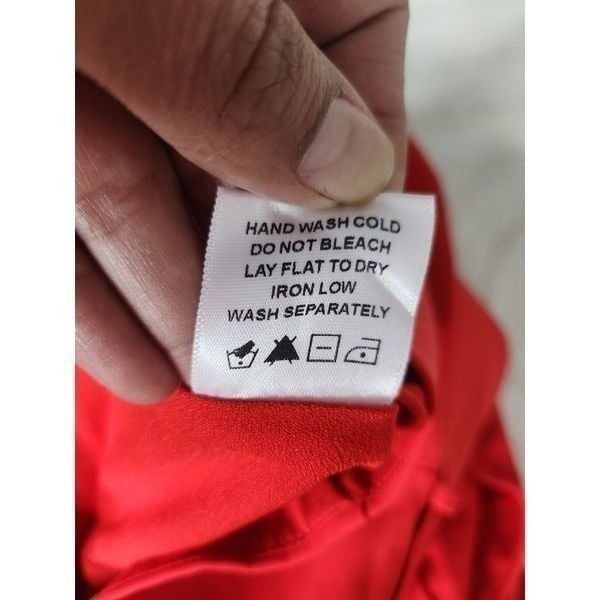 HAND WASH COLD
DO NOT BLEACH
LAY FLAT TO DRY
IRON LOW
WASH SEPARATELY